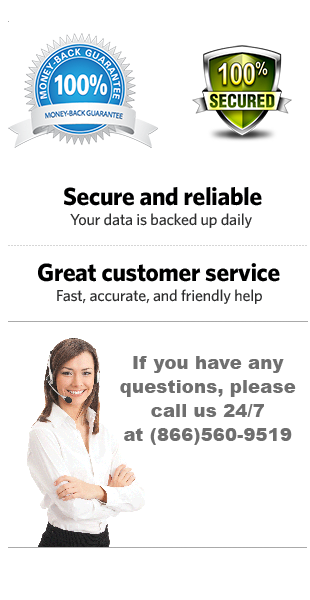 MONEY-BACK GUARANTEE
100%
MONEY-BACK GUARANTEE
100%
SECURED
Secure and reliable
Your data is backed up daily
Great customer service
Fast, accurate, and friendly help
If you have any
questions, please
call us 24/7
at (866)560-9519